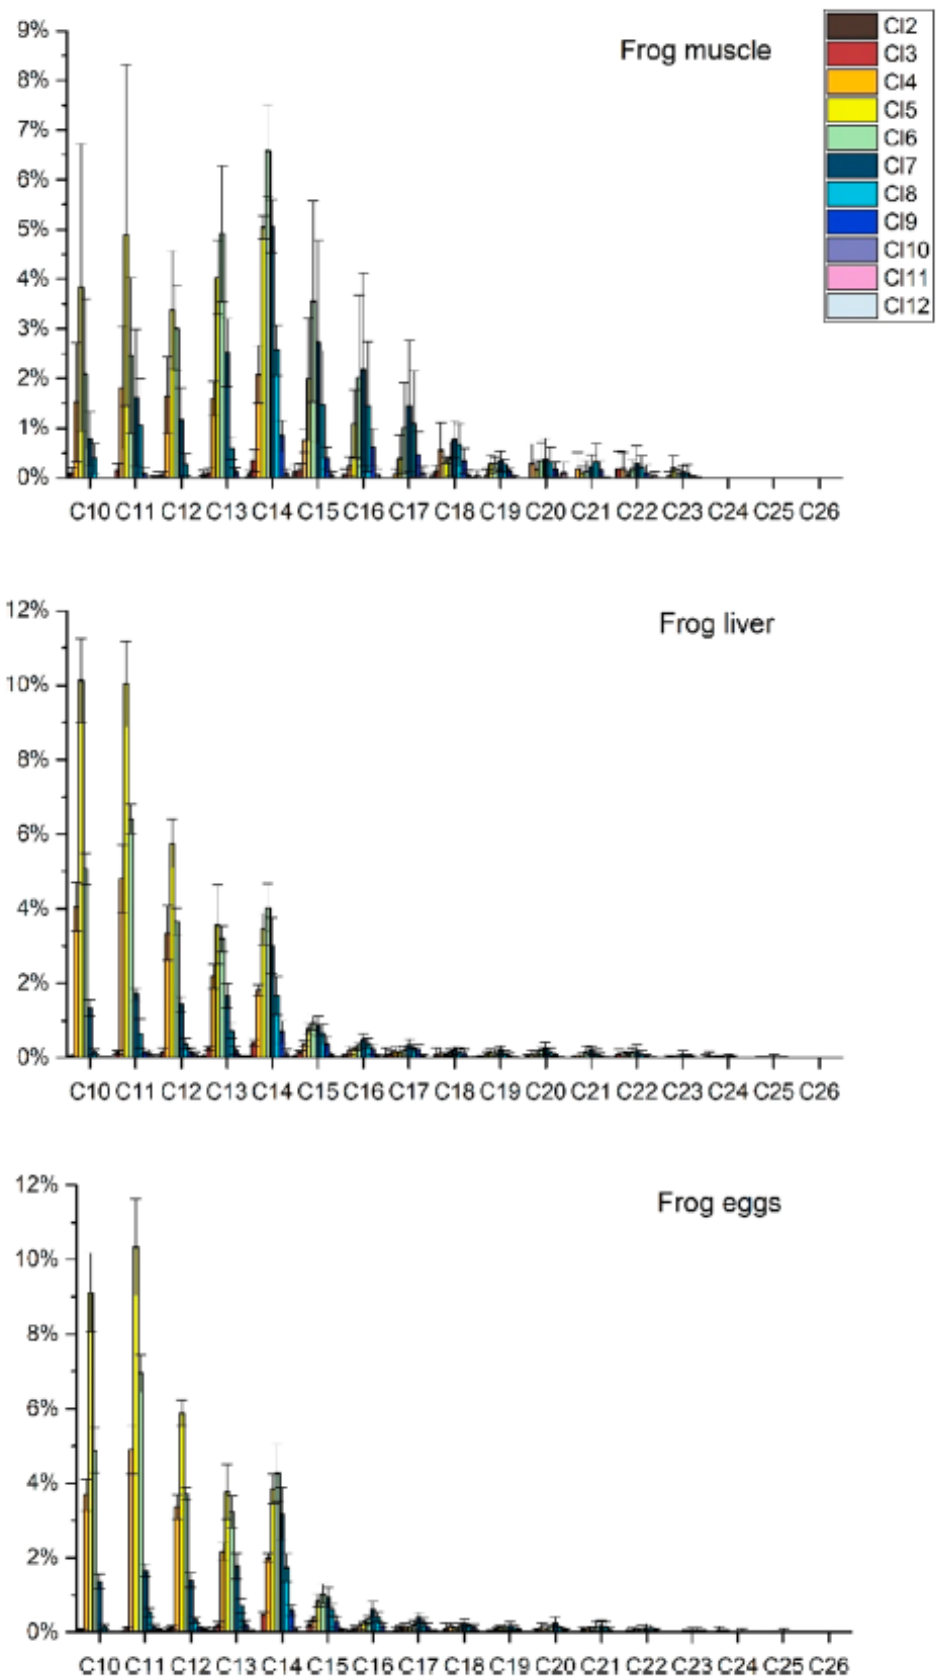 Frog muscle
Cl2
Cl3
Cl4
Cl5
Cl6
Cl7
Cl8
Cl9
Cl10
Cl11
Cl12
9%
8%
7%
6%
5%
4%
3%
2%
1%
0%
C10 C11 C12 C13 C14 C15 C16 C17 C18 C19 C20 C21 C22 C23 C24 C25 C26
Frog liver
12%
10%
8%
6%
4%
2%
0%
C10 C11 C12 C13 C14 C15 C16 C17 C18 C19 C20 C21 C22 C23 C24 C25 C26
Frog eggs
12%
10%
8%
6%
4%
2%
0%
C10 C11 C12 C13 C14 C15 C16 C17 C18 C19 C20 C21 C22 C23 C24 C25 C26